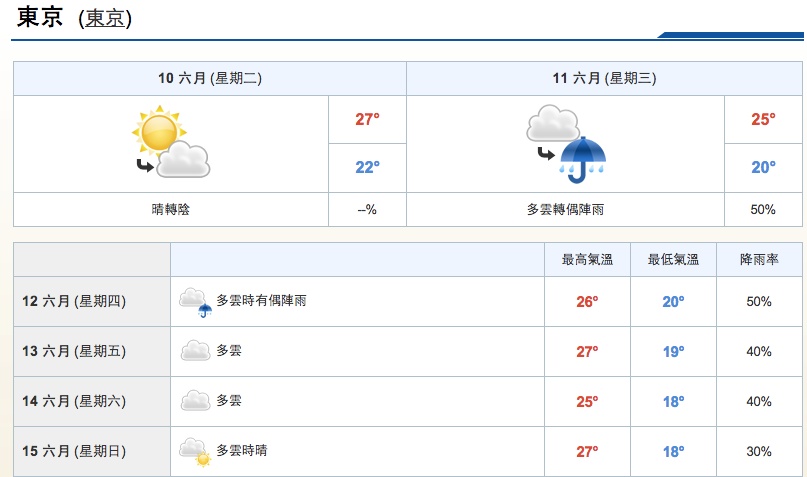 東京 (東京)
10 六月 (星期二) 11 六月 (星期三)
27° 25°
22° 20°
晴轉陰 --% 多雲轉偶陣雨 50%
最高氣溫 最低氣溫 降雨率
12 六月 (星期四) 多雲時有偶陣雨 26° 20° 50%
13 六月 (星期五) 多雲 27° 19° 40%
14 六月 (星期六) 多雲 25° 18° 40%
15 六月 (星期日) 多雲時晴 27° 18° 30%